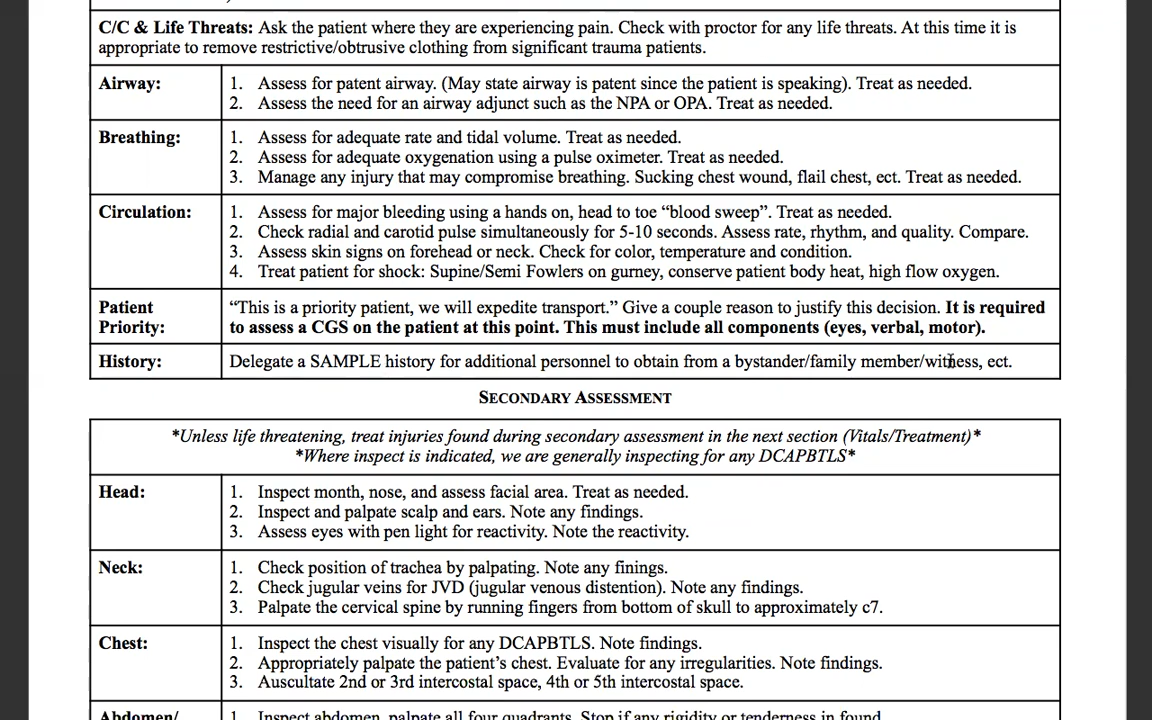 C/C & Life Threats: Ask the patient where they are experiencing pain. Check with proctor for any life threats. At this time it is
appropriate to remove restrictive/obtrusive clothing from significant trauma patients.
Airway:
1. Assess for patent airway. (May state airway is patent since the patient is speaking). Treat as needed.
2. Assess the need for an airway adjunct such as the NPA or OPA. Treat as needed.
Breathing:
1. Assess for adequate rate and tidal volume. Treat as needed.
2. Assess for adequate oxygenation using a pulse oximeter. Treat as needed.
3. Manage any injury that may compromise breathing. Sucking chest wound, flail chest, ect. Treat as needed.
Circulation:
1. Assess for major bleeding using a hands on, head to toe “blood sweep”. Treat as needed.
2. Check radial and carotid pulse simultaneously for 5-10 seconds. Assess rate, rhythm, and quality. Compare.
3. Assess skin signs on forehead or neck. Check for color, temperature and condition.
4. Treat patient for shock: Supine/Semi Fowlers on gurney, conserve patient body heat, high flow oxygen.
Patient
Priority:
“This is a priority patient, we will expedite transport.” Give a couple reason to justify this decision. It is required
to assess a CGS on the patient at this point. This must include all components (eyes, verbal, motor).
History:
Delegate a SAMPLE history for additional personnel to obtain from a bystander/family member/witness, ect.
SECONDARY ASSESSMENT
*Unless life threatening, treat injuries found during secondary assessment in the next section (Vitals/Treatment)*
*Where inspect is indicated, we are generally inspecting for any DCAPBTLS*
Head:
1. Inspect month, nose, and assess facial area. Treat as needed.
2. Inspect and palpate scalp and ears. Note any findings.
3. Assess eyes with pen light for reactivity. Note the reactivity.
Neck:
1. Check position of trachea by palpating. Note any finings.
2. Check jugular veins for JVD (jugular venous distention). Note any findings.
3. Palpate the cervical spine by running fingers from bottom of skull to approximately c7.
Chest:
1. Inspect the chest visually for any DCAPBTLS. Note findings.
2. Appropriately palpate the patient’s chest. Evaluate for any irregularities. Note findings.
3. Auscultate 2nd or 3rd intercostal space, 4th or 5th intercostal space.
Abdomen/
1. Inspect abdomen, palpate all four quadrants. Stop if any rigidity or tenderness in found.